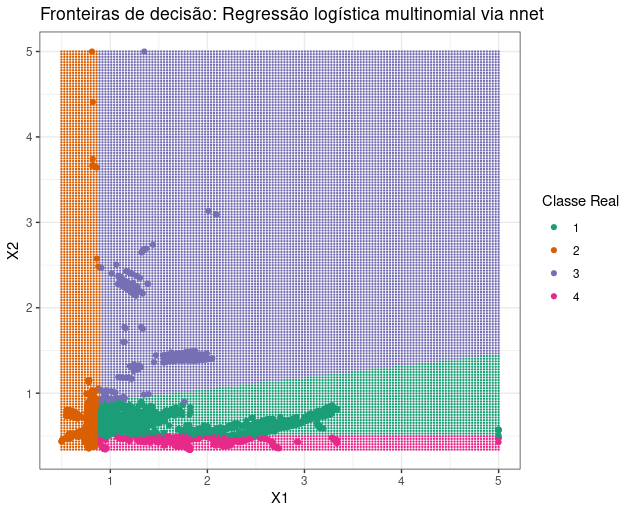 Fronteiras de decisão: Regressão logística multinomial via nnet
5
4
3
2
1
X2
1 2 3 4 5
X1
Classe Real
1
2
3
4